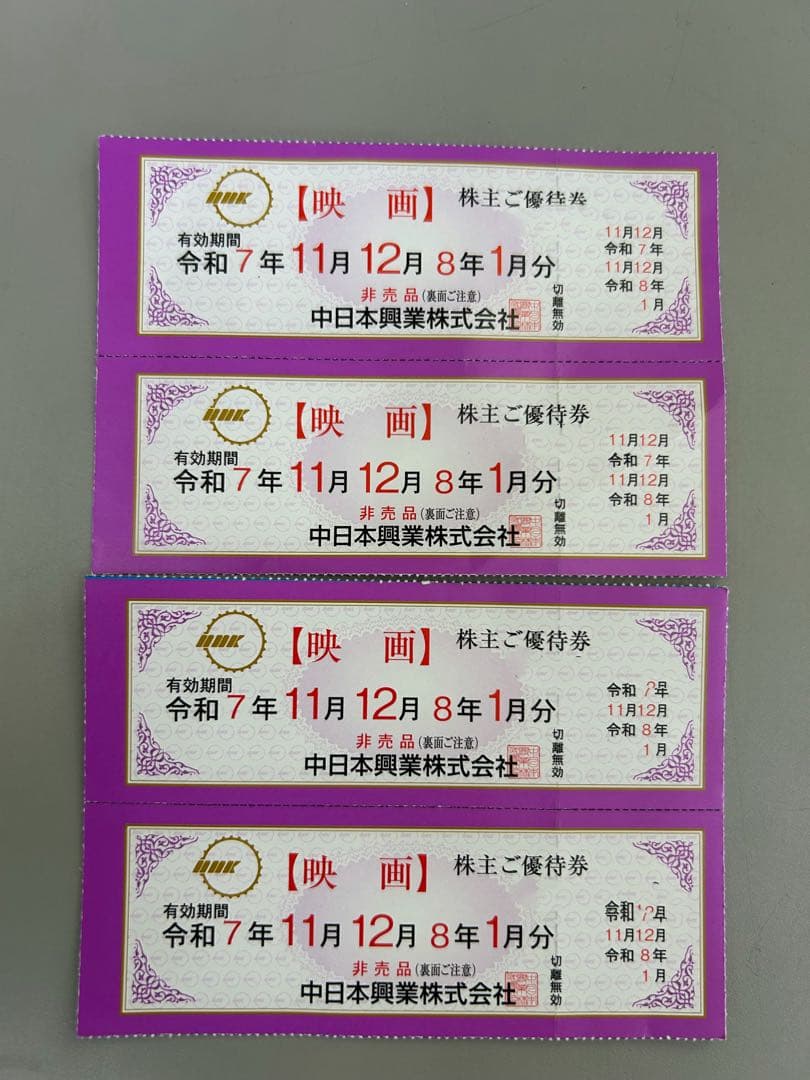 【映 画】 株主ご優待券
有効期間
令和7年11月12月8年1月分
非売品(裏面ご注意)
中日本興業株式会社
切離無効
11月12月
令和7年
11月12月
令和8年
1月
【映 画】 株主ご優待券
有効期間
令和7年11月12月8年1月分
非売品(裏面ご注意)
中日本興業株式会社
切離無効
11月12月
令和7年
11月12月
令和8年
1月
【映 画】 株主ご優待券
有効期間
令和7年11月12月8年1月分
非売品(裏面ご注意)
中日本興業株式会社
切離無効
令和 年
11月12月
令和8年
1月
【映 画】 株主ご優待券
有効期間
令和7年11月12月8年1月分
非売品(裏面ご注意)
中日本興業株式会社
切離無効
令和
11月12月
令和8年
1月